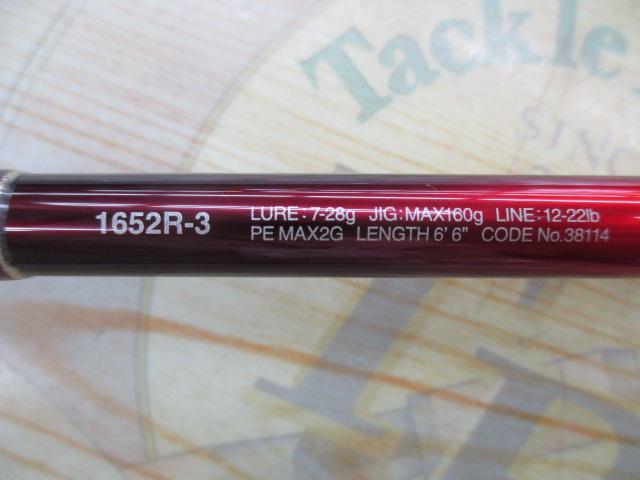 Tackle
SINC
1652R-3
LURE:7-28g JIG:MAX160g LINE:12-22lb
PE MAX2G LENGTH 6'6" CODE No.38114